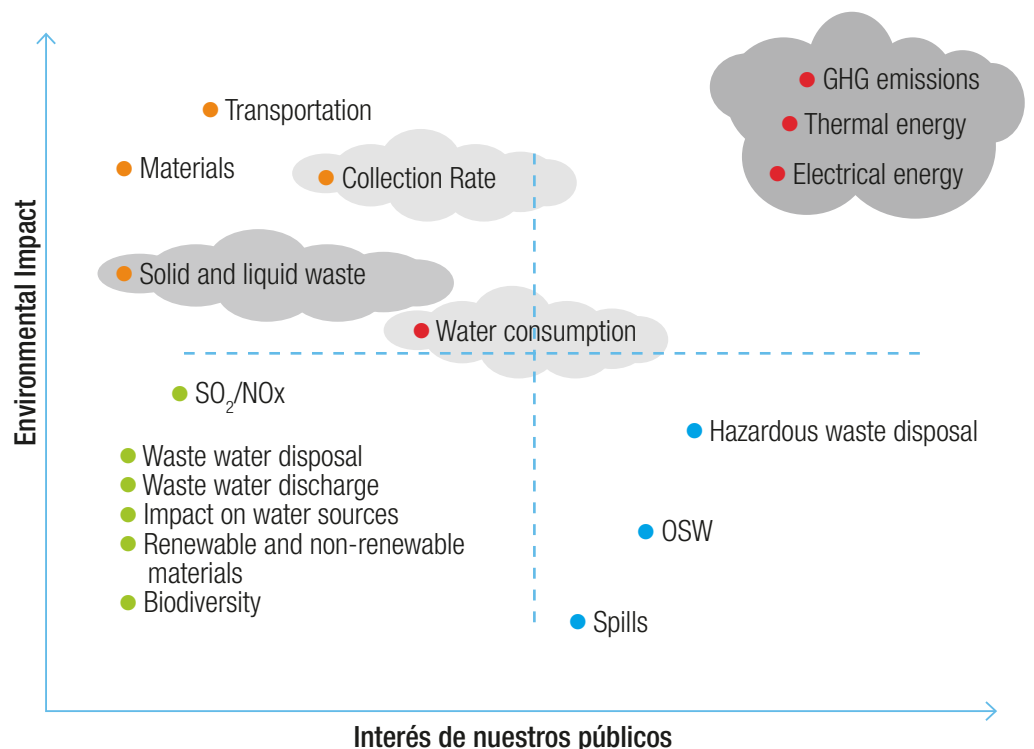 Environmental Impact
GHG emissions
Transportation
Thermal energy
Materials
Collection Rate
Electrical energy
Solid and liquid waste
Water consumption
SO₂/NOx
Hazardous waste disposal
Waste water disposal
Waste water discharge
Impact on water sources
OSW
Renewable and non-renewable
materials
Biodiversity
Spills
Interés de nuestros públicos